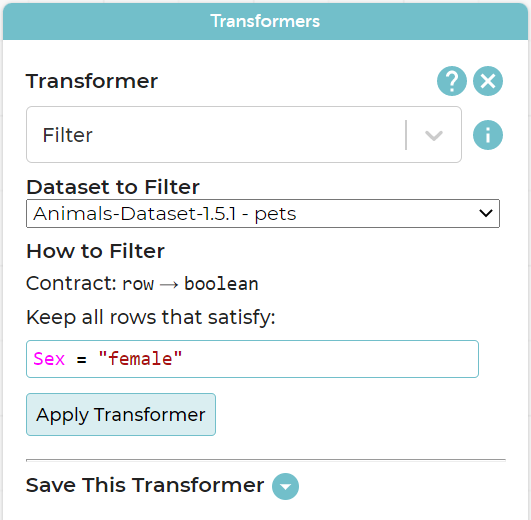 Transformers
Transformer
?
Filter
i
Dataset to Filter
Animals-Dataset-1.5.1 - pets
How to Filter
Contract: row → boolean
Keep all rows that satisfy:
Sex = "female"
Apply Transformer
Save This Transformer